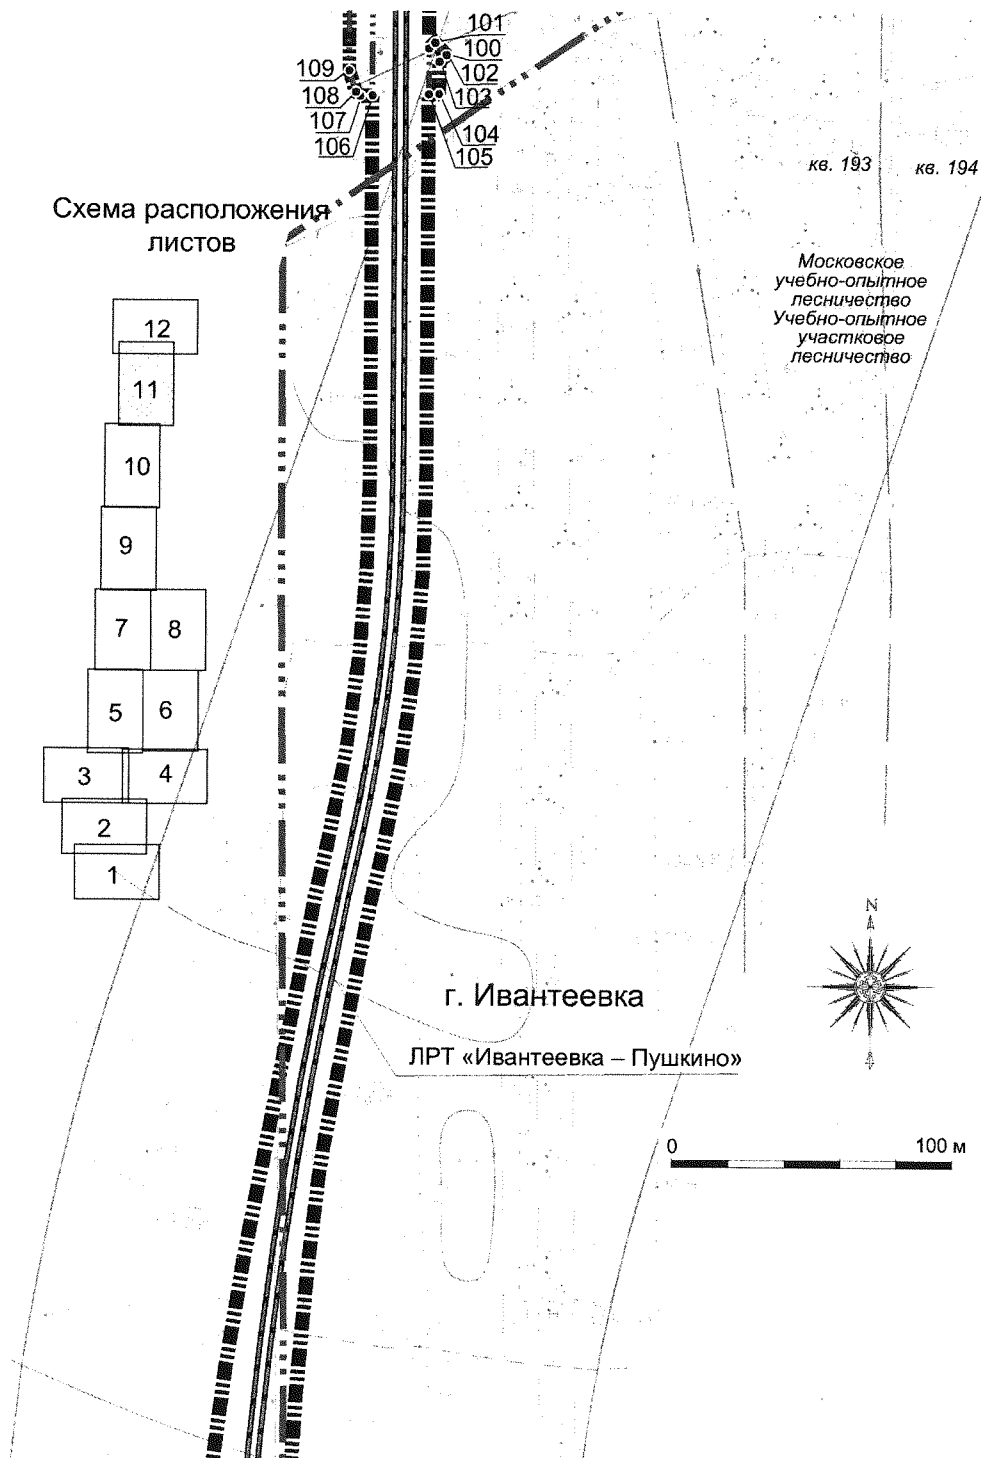 101
100
102
103
104
105
109
108
107
106
кв. 193
кв. 194
Схема расположения
листов
Московское
учебно-опытное
лесничество
Учебно-опытное
участковое
лесничество
12
11
10
9
7
8
5
6
3
4
2
1
N
г. Ивантеевка
ЛРТ «Ивантеевка – Пушкино»
0
100 м